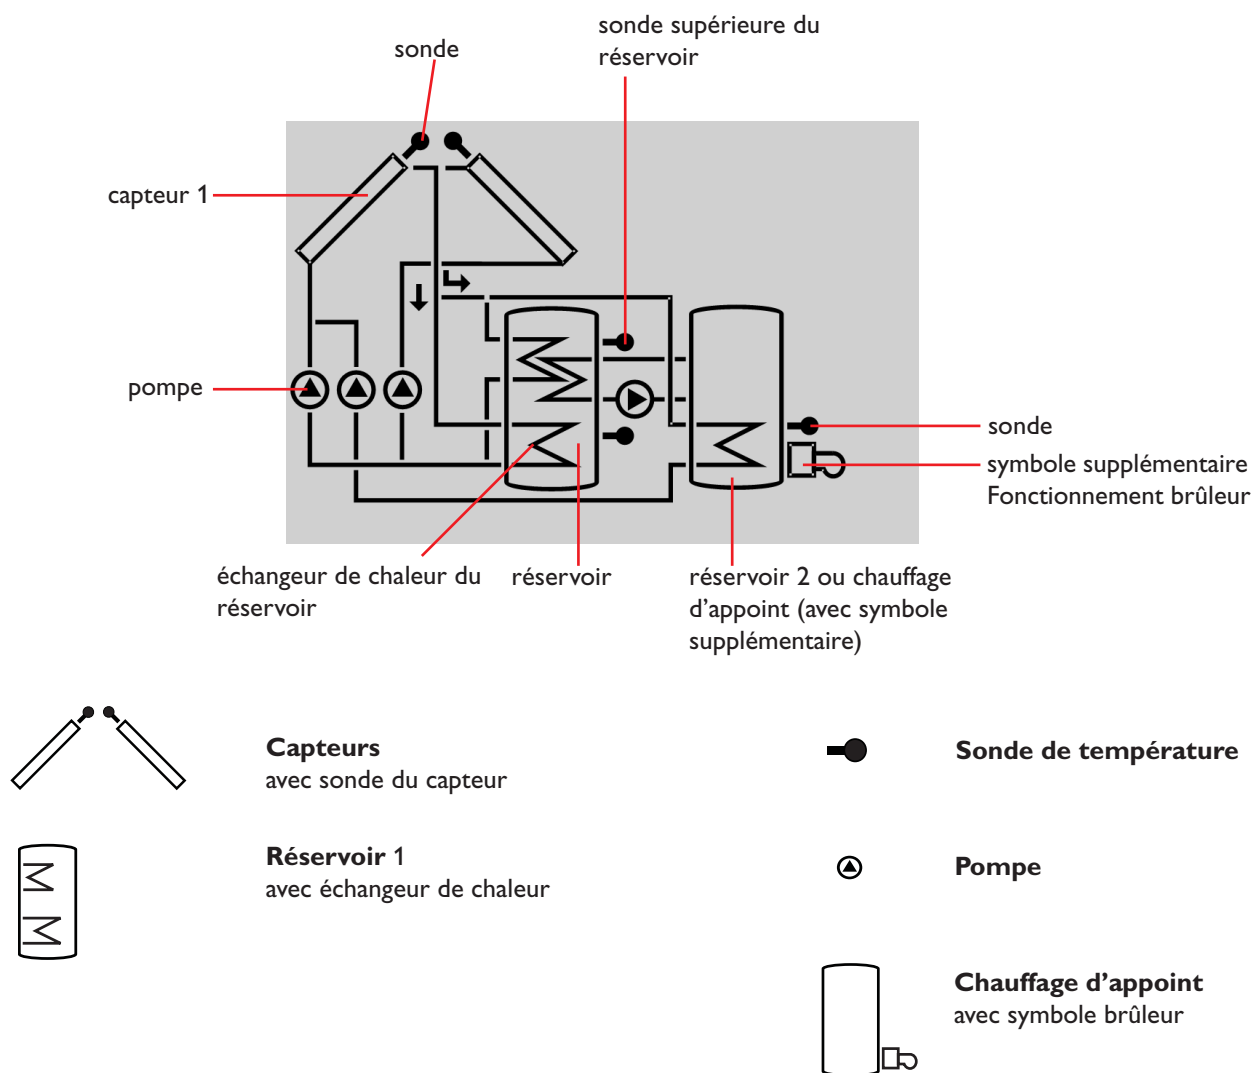 sonde supérieure du
réservoir
sonde
capteur 1
pompe
sonde
symbole supplémentaire
Fonctionnement brûleur
échangeur de chaleur du
réservoir
réservoir
réservoir 2 ou chauffage
d’appoint (avec symbole
supplémentaire)
Capteurs
avec sonde du capteur
Sonde de température
Réservoir 1
avec échangeur de chaleur
Pompe
Chauffage d’appoint
avec symbole brûleur